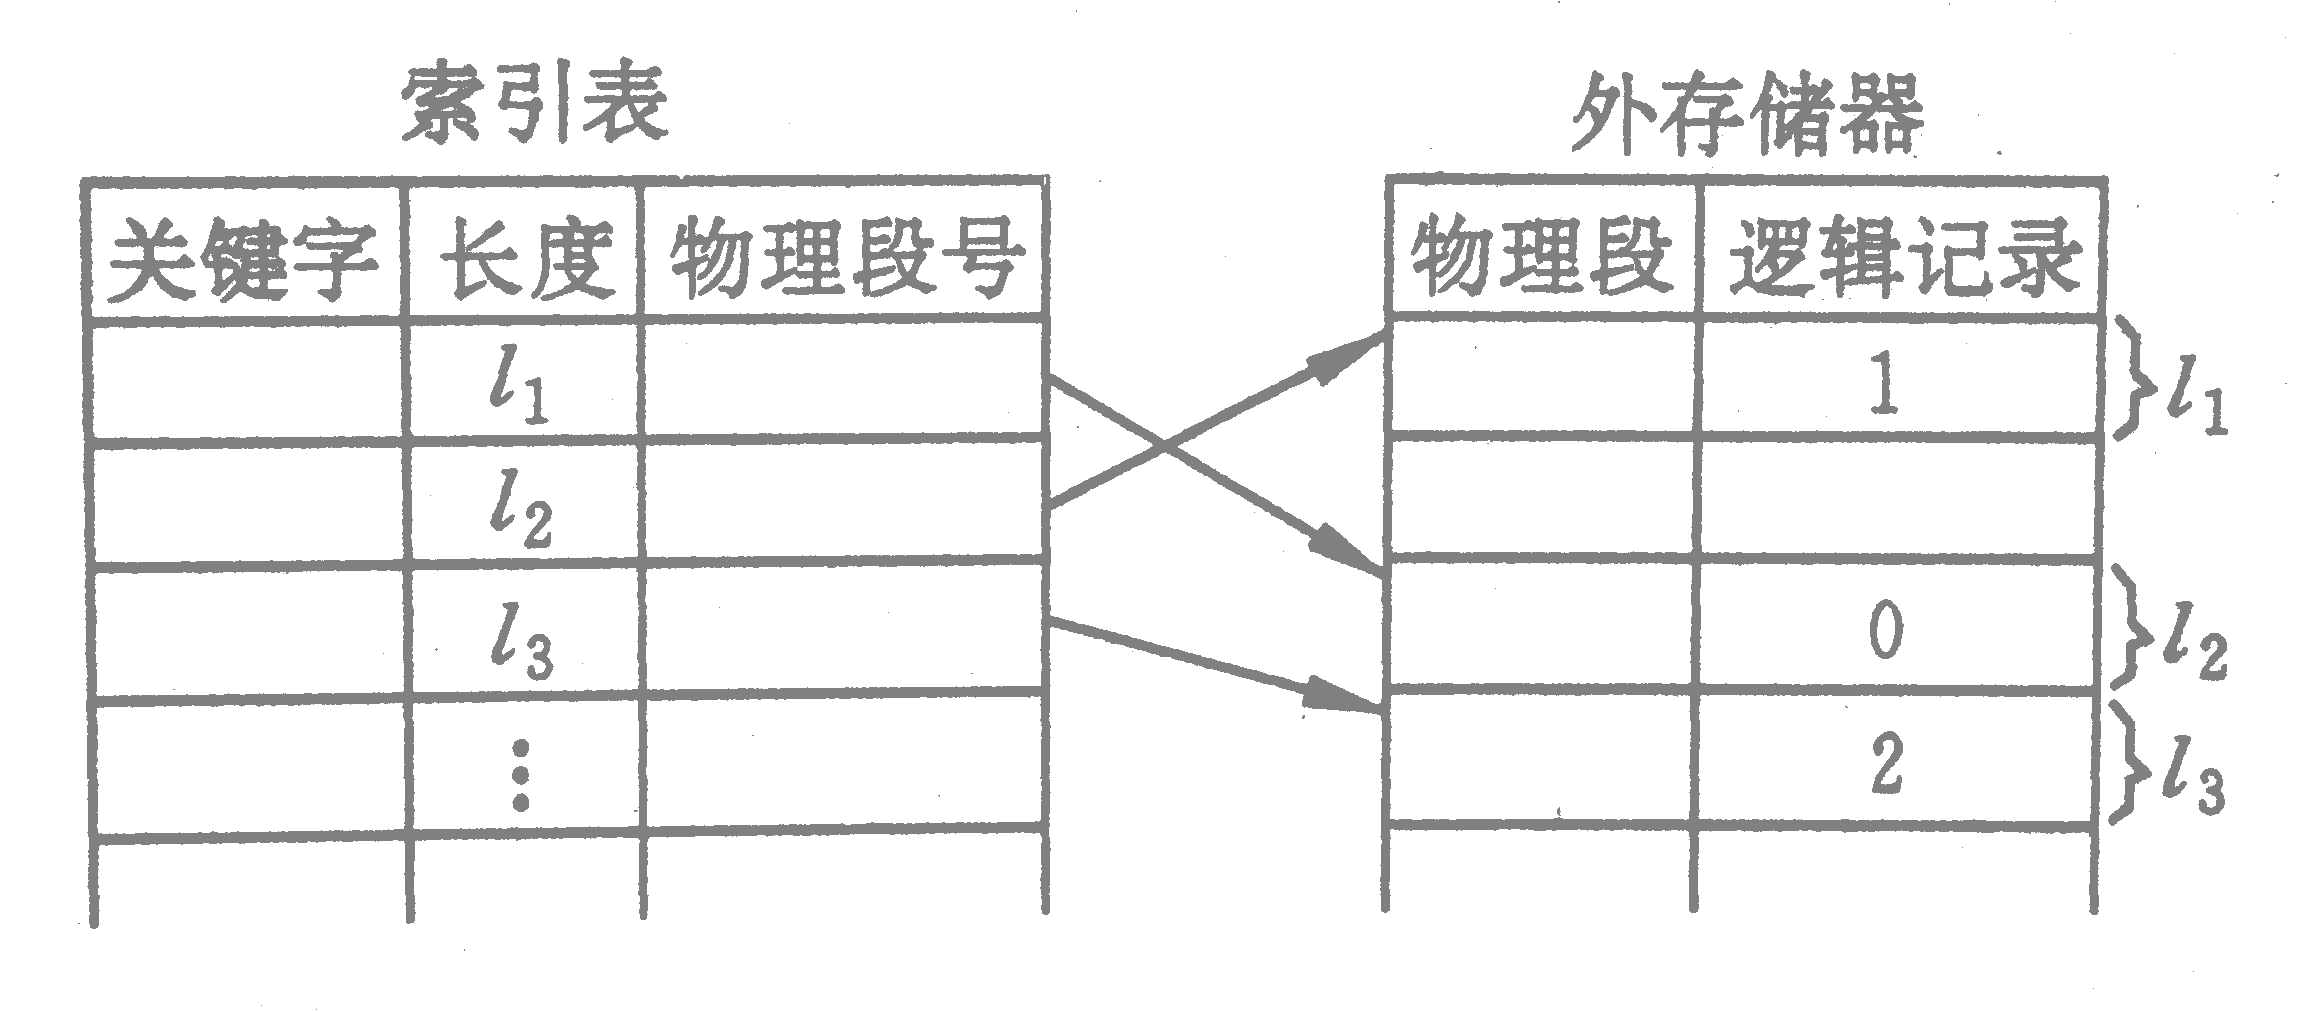 索引表
关键字 长度 物理段号
l1
l2
l3
⋮
外存储器
物理段 逻辑记录
1 }l1
0 }l2
2 }l3